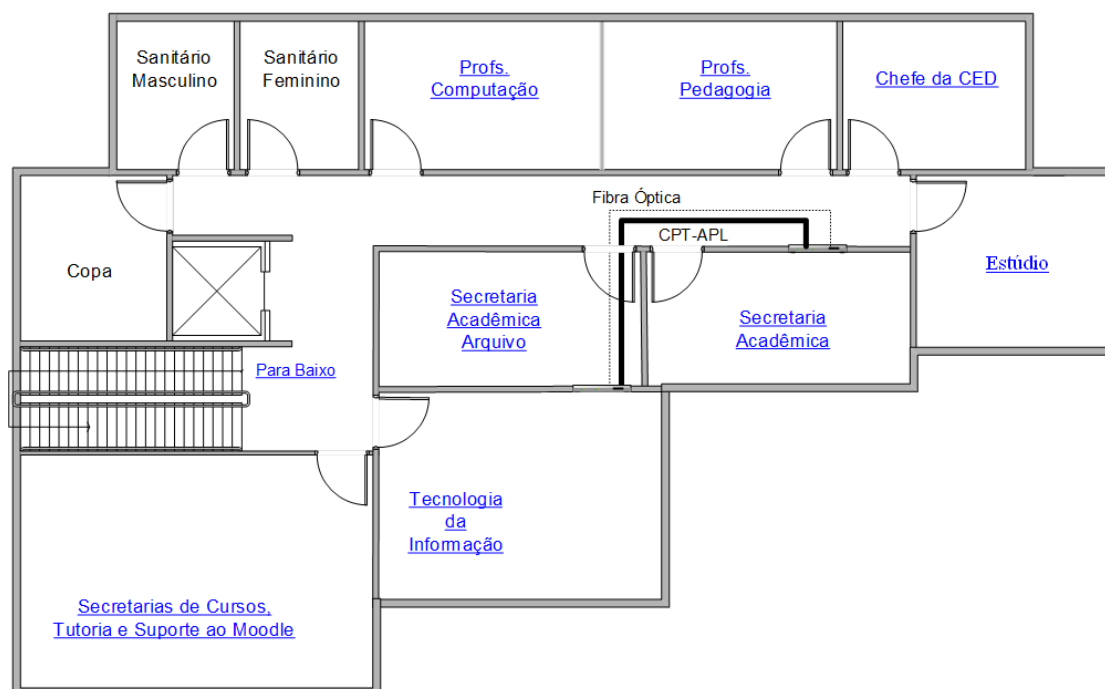 Sanitário
Masculino
Sanitário
Feminino
Profs.
Computação
Profs.
Pedagogia
Chefe da CED
Fibra Óptica
CPT-APL
Copa
Estúdio
Secretaria
Acadêmica
Arquivo
Secretaria
Acadêmica
Para Baixo
Tecnologia
da
Informação
Secretarias de Cursos,
Tutoria e Suporte ao Moodle